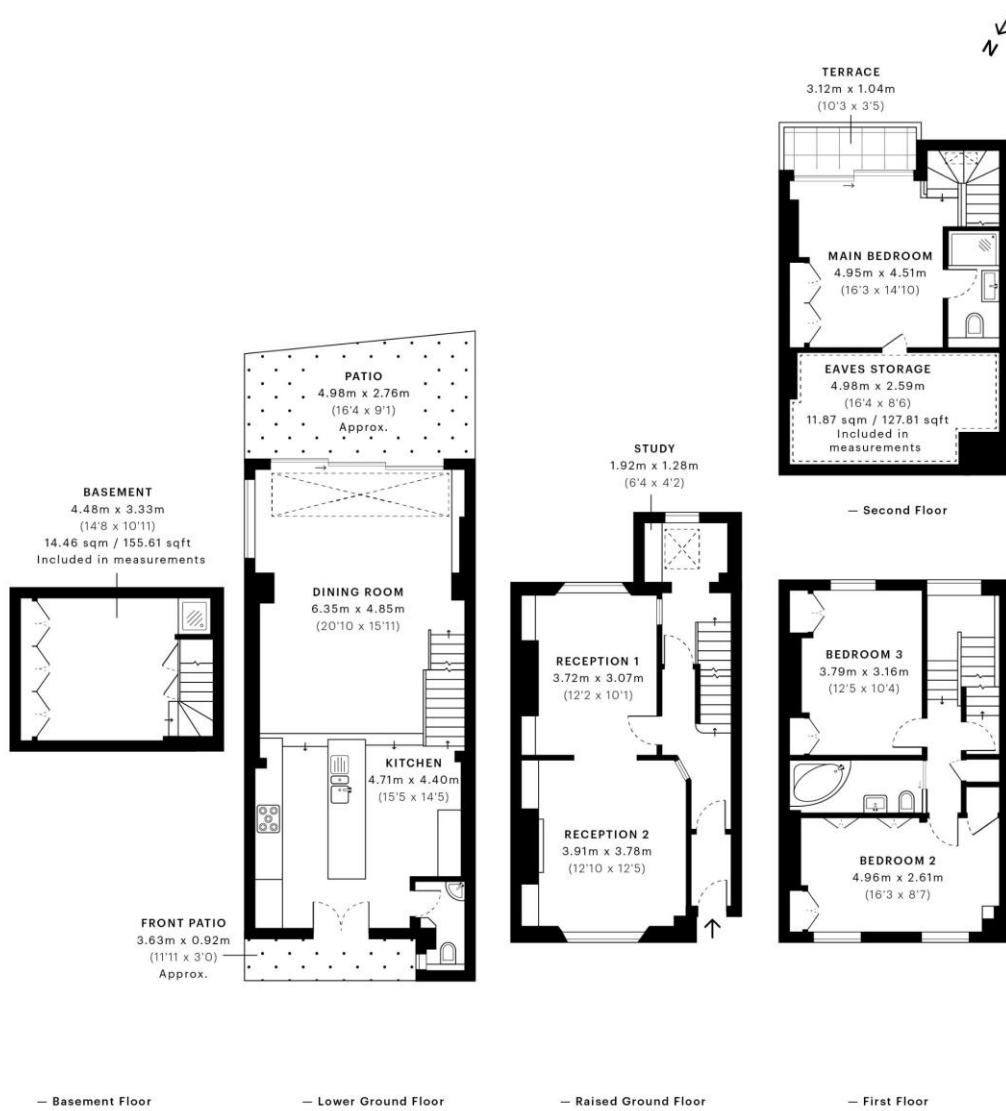 N
TERRACE
3.12m x 1.04m
(10'3 x 3'5)
MAIN BEDROOM
4.95m x 4.51m
(16'3 x 14'10)
EAVES STORAGE
4.98m x 2.59m
(16'4 x 8'6)
11.87 sqm / 127.81 sqft
Included in
measurements
— Second Floor
PATIO
4.98m x 2.76m
(16'4 x 9'1)
Approx.
STUDY
1.92m x 1.28m
(6'4 x 4'2)
BASEMENT
4.48m x 3.33m
(14'8 x 10'11)
14.46 sqm / 155.61 sqft
Included in measurements
DINING ROOM
6.35m x 4.85m
(20'10 x 15'11)
RECEPTION 1
3.72m x 3.07m
(12'2 x 10'1)
BEDROOM 3
3.79m x 3.16m
(12'5 x 10'4)
KITCHEN
4.71m x 4.40m
(15'5 x 14'5)
RECEPTION 2
3.91m x 3.78m
(12'10 x 12'5)
BEDROOM 2
4.96m x 2.61m
(16'3 x 8'7)
FRONT PATIO
3.63m x 0.92m
(11'11 x 3'0)
Approx.
— Basement Floor
— Lower Ground Floor
— Raised Ground Floor
— First Floor